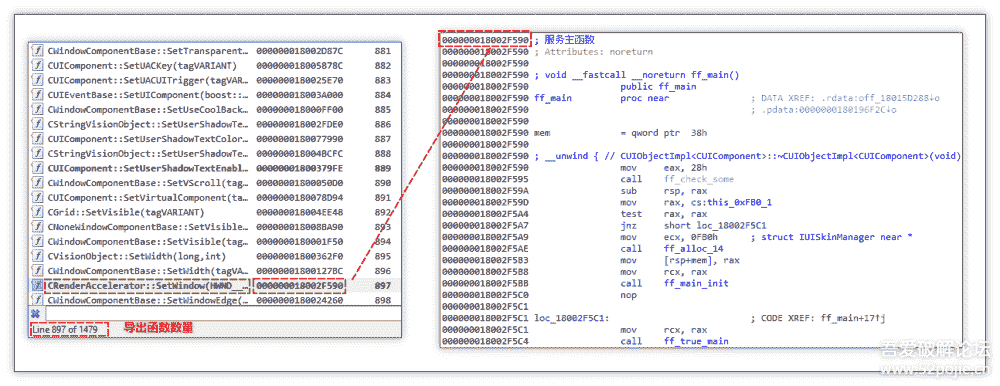 CWindowComponentBase::SetTransparent… 000000018002D87C 881
CUIComponent::SetUACKey(tagVARIANT) 000000018005878C 882
CUIComponent::SetUACUITrigger(tagVAR… 0000000180025E70 883
CUIEventBase::SetUIComponent(boost::… 000000018003A000 884
CWindowComponentBase::SetUseCoolBack… 000000018000FF00 885
CStringVisionObject::SetUserShadowTe… 000000018002FDE0 886
CUIComponent::SetUserShadowTextColor… 0000000180077990 887
CStringVisionObject::SetUserShadowTe… 000000018004BCFC 888
CUIComponent::SetUserShadowTextEnabl… 00000001800379FE 889
CWindowComponentBase::SetVScroll(tag… 00000001800050D0 890
CUIComponent::SetVirtualComponent(ta… 0000000180078D94 891
CGrid::SetVisible(tagVARIANT) 000000018004EE48 892
CNoneWindowComponentBase::SetVisible… 000000018008BA90 893
CWindowComponentBase::SetVisible(tag… 0000000180001F50 894
CVisionObject::SetWidth(long,int) 00000001800362F0 895
CWindowComponentBase::SetWidth(tagVA… 00000001800127BC 896
CRenderAccelerator::SetWindow(HWND__… 000000018002F590 897
CWindowComponentBase::SetWindowEdge(… 0000000180024260 898
Line 897 of 1479 导出函数数量
000000018002F590 ; 服务主函数
000000018002F590 ; Attributes: noreturn
000000018002F590
000000018002F590 ; void __fastcall __noreturn ff_main()
000000018002F590 public ff_main
000000018002F590 ff_main proc near ; DATA XREF: .rdata:off_18015D288↓o
000000018002F590 ; .pdata:0000000180196F2C↓o
000000018002F590
000000018002F590 mem = qword ptr 38h
000000018002F590
000000018002F590 ; __unwind { // CUIObjectImpl<CUIComponent>::~CUIObjectImpl<CUIComponent>(void)
000000018002F590 mov eax, 28h
000000018002F595 call ff_check_some
000000018002F59A sub rsp, rax
000000018002F59D mov rax, cs:this_0xFB0_1
000000018002F5A4 test rax, rax
000000018002F5A7 jnz short loc_18002F5C1
000000018002F5A9 mov ecx, 0FB0h ; struct IUISkinManager near *
000000018002F5AE call ff_alloc_14
000000018002F5B3 mov [rsp+mem], rax
000000018002F5B8 mov rcx, rax
000000018002F5BB call ff_main_init
000000018002F5C0 nop
000000018002F5C1
000000018002F5C1 loc_18002F5C1: ; CODE XREF: ff_main+17↑j
000000018002F5C1 mov rcx, rax
000000018002F5C4 call ff_true_main
吾爱破解论坛
www.52pojie.cn